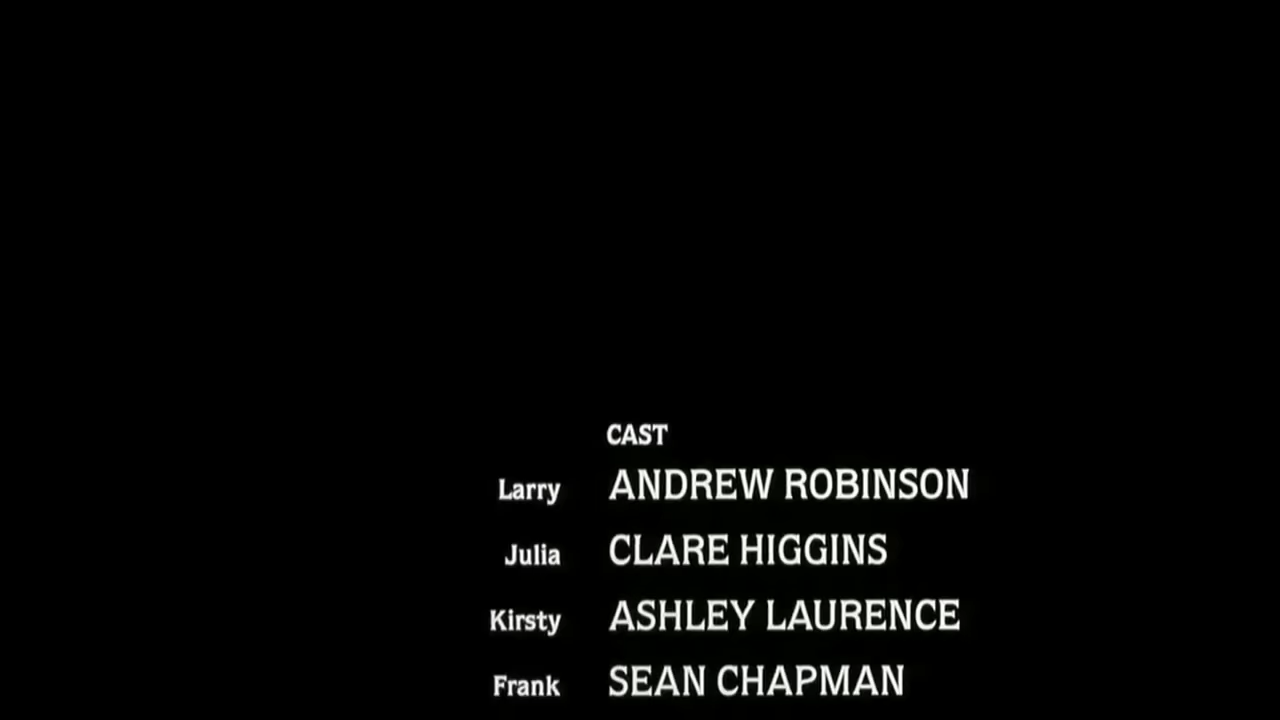 CAST
Larry ANDREW ROBINSON
Julia CLARE HIGGINS
Kirsty ASHLEY LAURENCE
Frank SEAN CHAPMAN